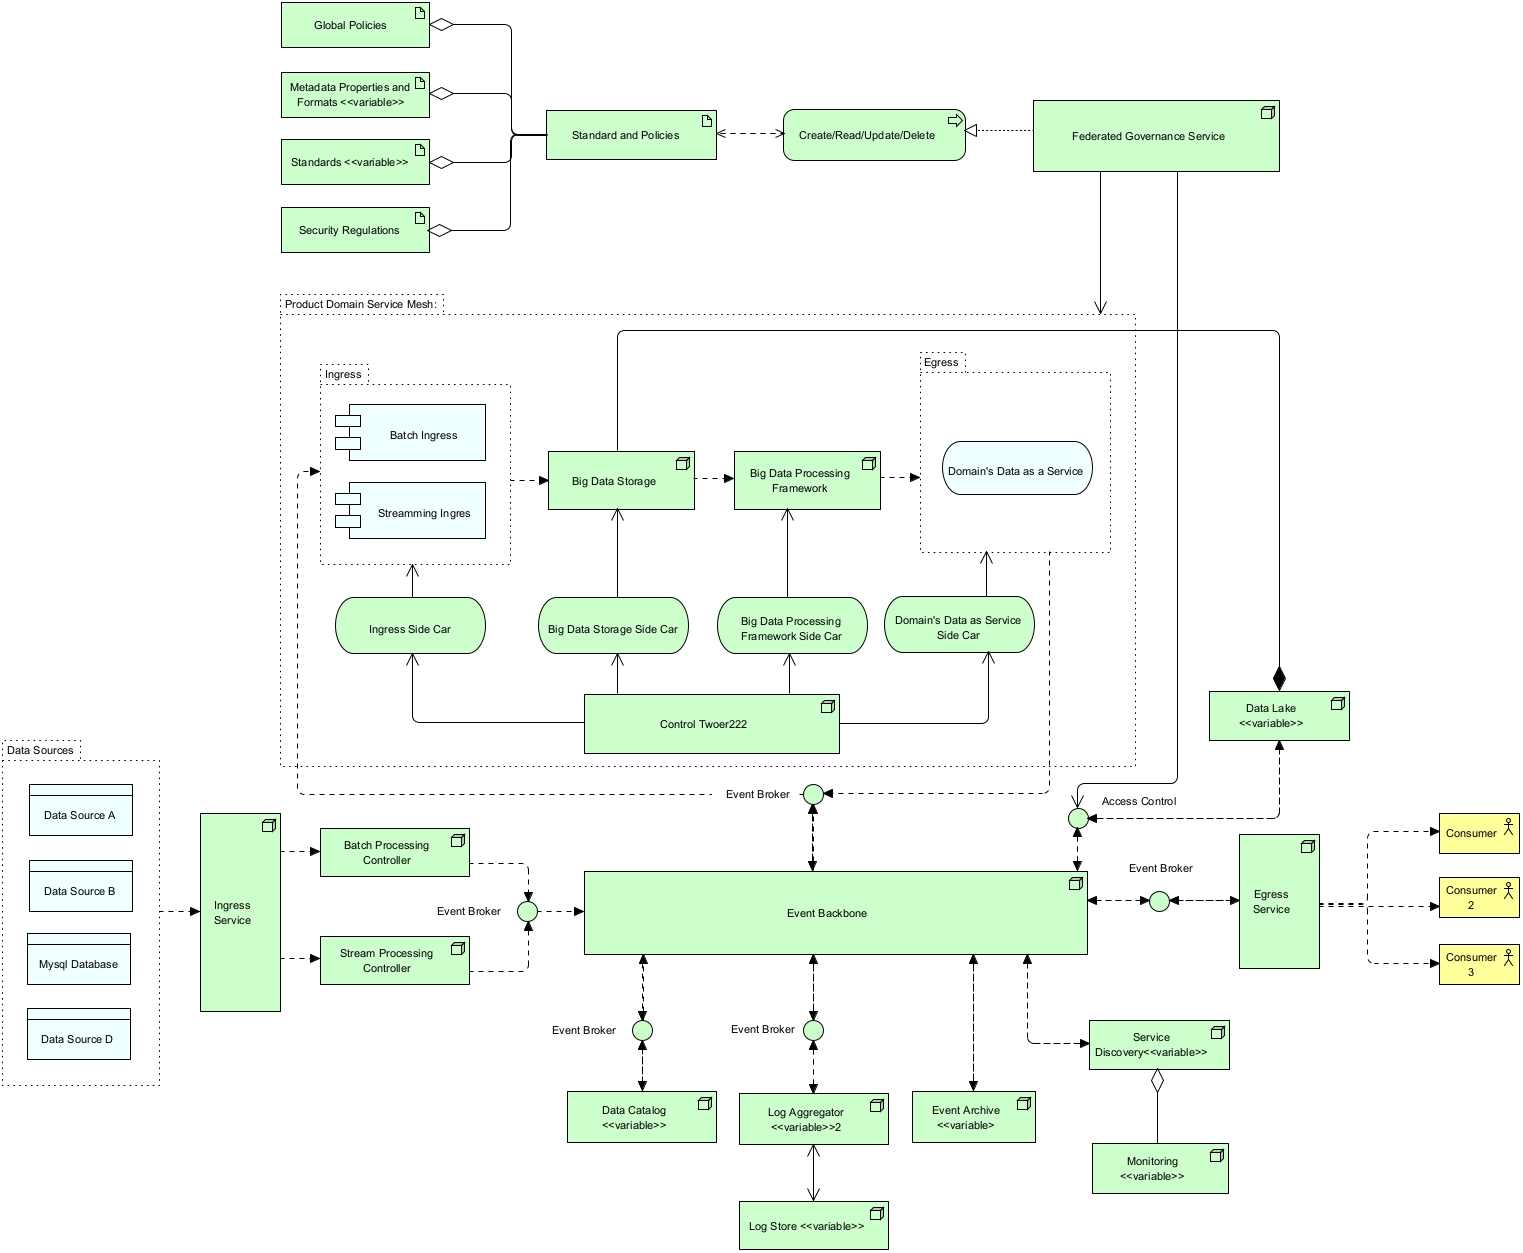 Global Policies
Metadata Properties and
Formats <<variable>>
Standards <<variable>>
Security Regulations
Standard and Policies
Create/Read/Update/Delete
Federated Governance Service
Product Domain Service Mesh:
Ingress
Batch Ingress
Streamming Ingres
Big Data Storage
Big Data Processing
Framework
Egress
Domain's Data as a Service
Ingress Side Car
Big Data Storage Side Car
Big Data Processing
Framework Side Car
Domain's Data as Service
Side Car
Control Twoer222
Data Lake
<<variable>>
Data Sources
Data Source A
Data Source B
Mysql Database
Data Source D
Ingress
Service
Batch Processing
Controller
Stream Processing
Controller
Event Broker
Event Broker
Access Control
Event Backbone
Event Broker
Egress
Service
Consumer
Consumer
2
Consumer
3
Event Broker
Event Broker
Data Catalog
<<variable>>
Log Aggregator
<<variable>>2
Event Archive
<<variable>
Service
Discovery<<variable>>
Monitoring
<<variable>>
Log Store <<variable>>